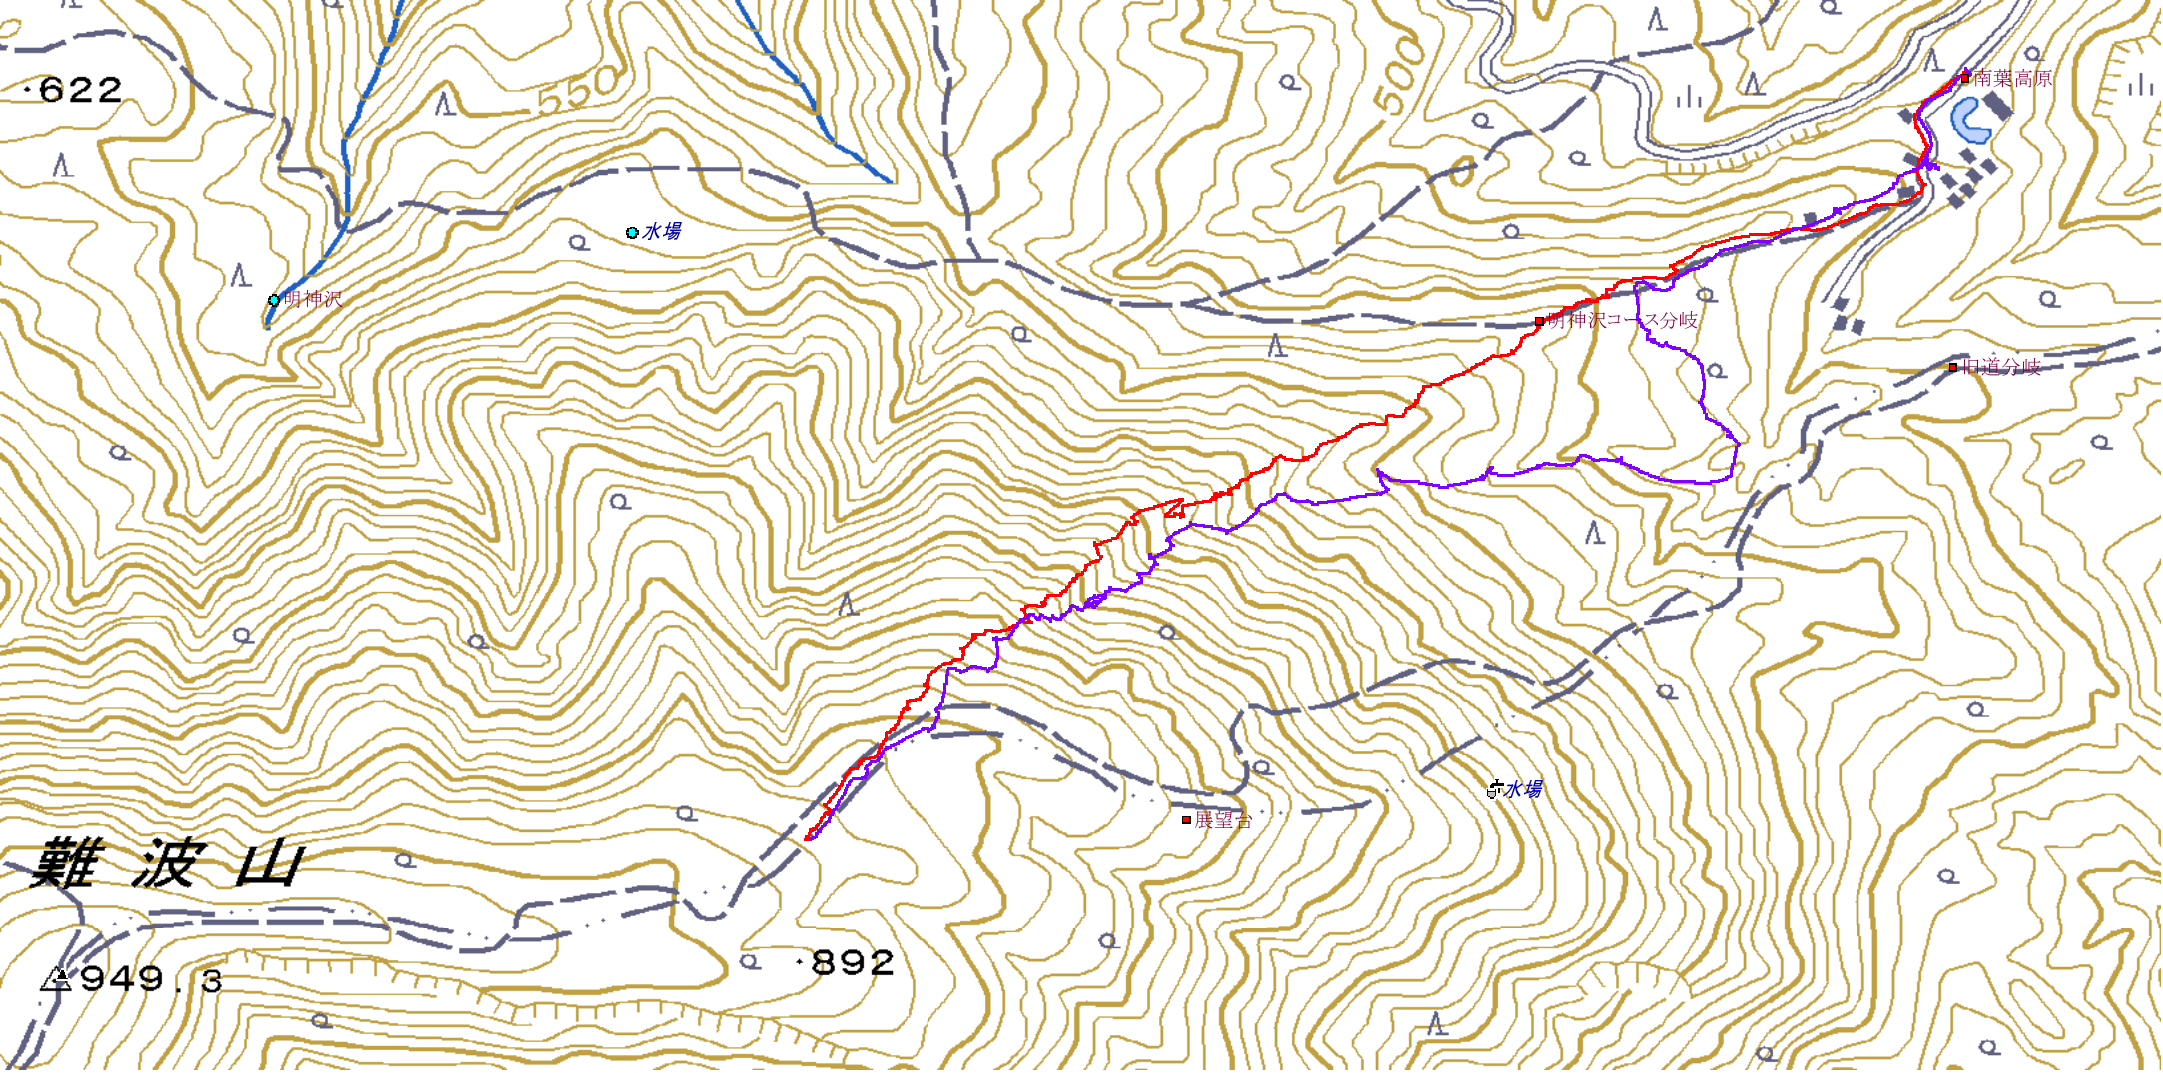 622
550
500
南葉高原
水場
明神沢
明神沢コース分岐
旧道分岐
水場
展望台
難波山
892
949.3